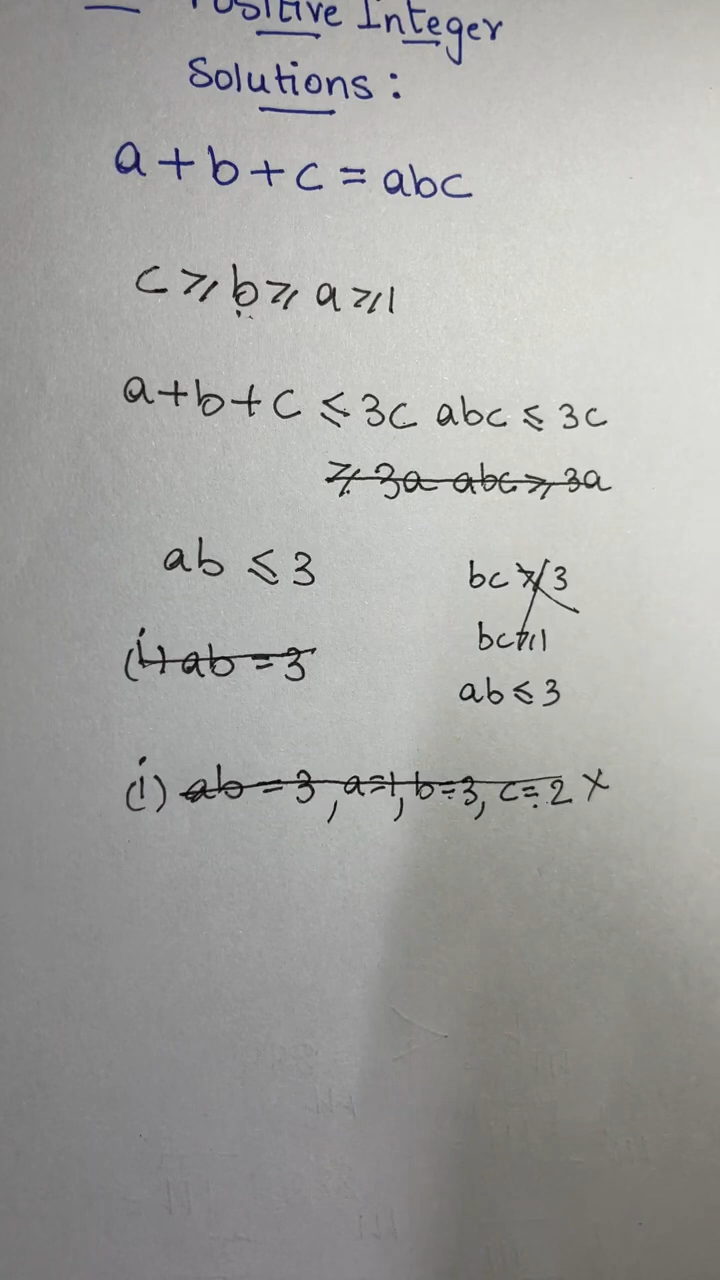 Positive Integer
Solutions:
a + b + c = abc
c ⩾ b ⩾ a ⩾ 1
a + b + c ⩽ 3c abc ⩽ 3c
⩾ 3a abc ⩾ 3a
ab ⩽ 3 bc ⩾ 3
bc ⩾ 1
(i) ab = 3
ab ⩽ 3
(i) ab = 3, a=1, b=3, c=2 ×